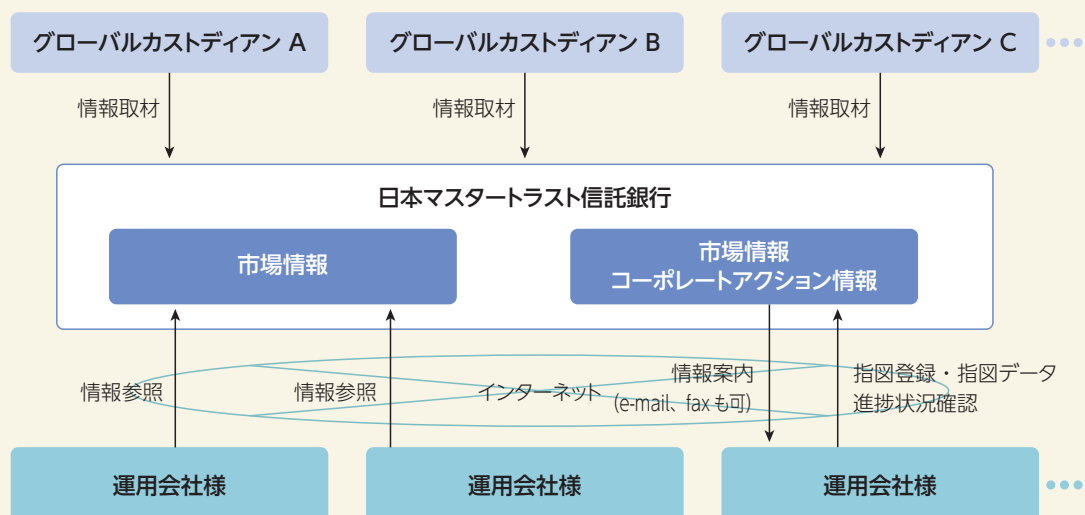 グローバルカストディアン A
グローバルカストディアン B
グローバルカストディアン C
情報取材
情報取材
情報取材
日本マスタートラスト信託銀行
市場情報
市場情報
コーポレートアクション情報
情報参照
情報参照
インターネット
情報案内
(e-mail、fax も可)
指図登録・指図データ
進捗状況確認
運用会社様
運用会社様
運用会社様